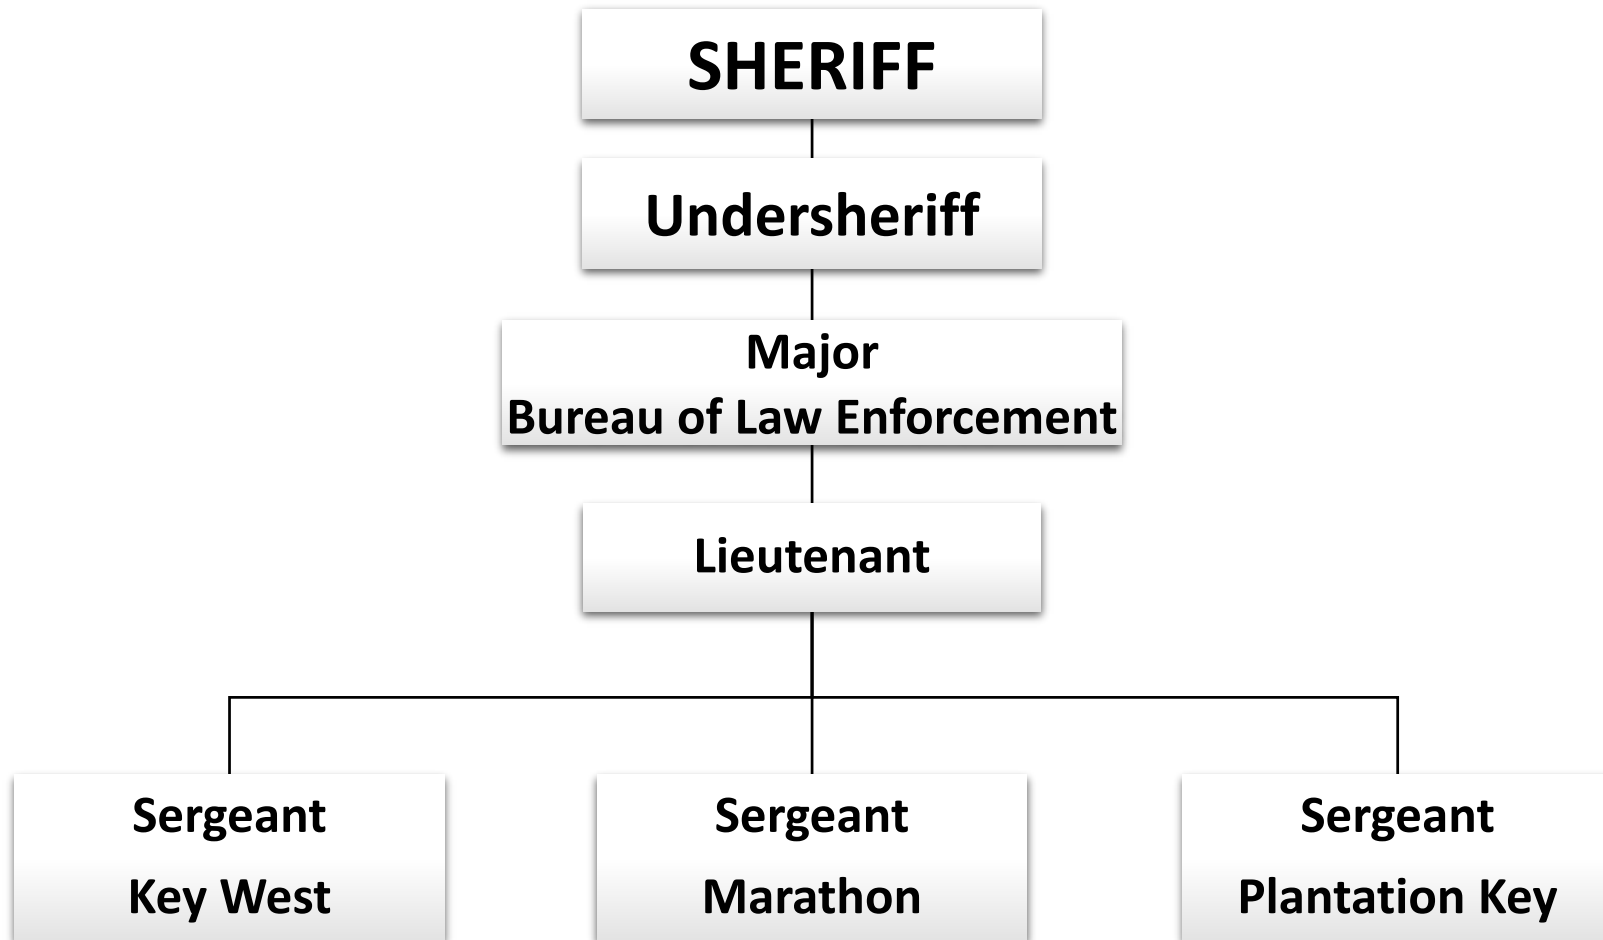 SHERIFF
Undersheriff
Major
Bureau of Law Enforcement
Lieutenant
Sergeant
Key West
Sergeant
Marathon
Sergeant
Plantation Key